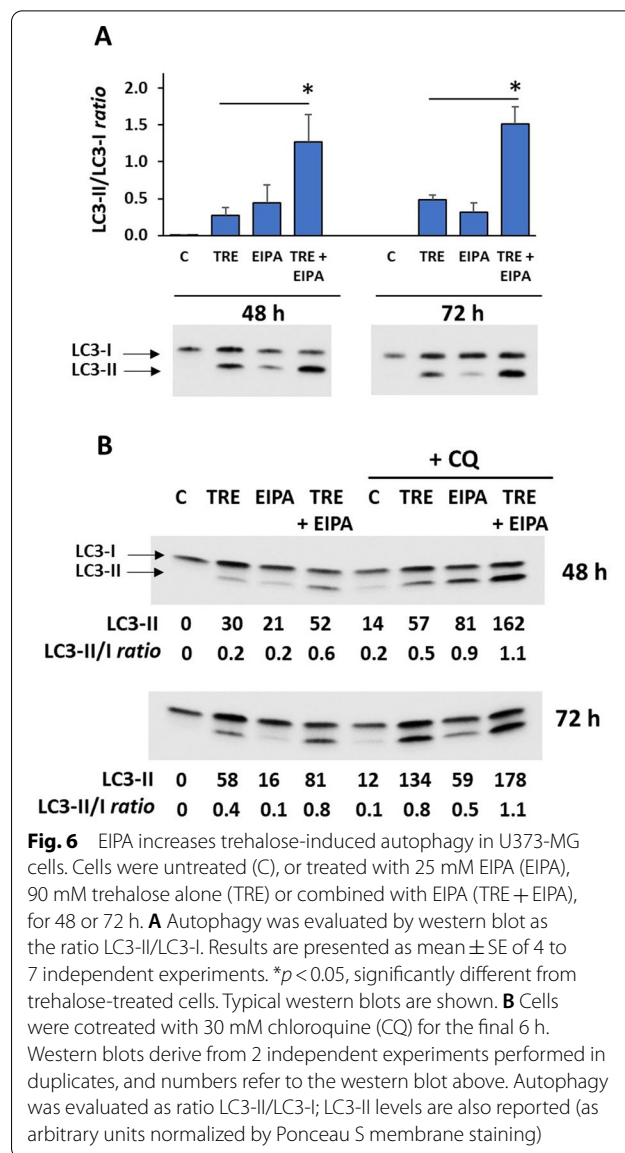 A
LC3-II/LC3-I ratio
2.0
1.5
1.0
0.5
0.0
*
*
C TRE EIPA TRE + EIPA C TRE EIPA TRE + EIPA
48 h 72 h
LC3-I
LC3-II
B
+ CQ
C TRE EIPA TRE + EIPA C TRE EIPA TRE + EIPA
LC3-I
LC3-II
48 h
LC3-II 0 30 21 52 14 57 81 162
LC3-II/I ratio 0 0.2 0.2 0.6 0.2 0.5 0.9 1.1
72 h
LC3-II 0 58 16 81 12 134 59 178
LC3-II/I ratio 0 0.4 0.1 0.8 0.1 0.8 0.5 1.1
Fig. 6 EIPA increases trehalose-induced autophagy in U373-MG
cells. Cells were untreated (C), or treated with 25 mM EIPA (EIPA),
90 mM trehalose alone (TRE) or combined with EIPA (TRE + EIPA),
for 48 or 72 h. A Autophagy was evaluated by western blot as
the ratio LC3-II/LC3-I. Results are presented as mean ± SE of 4 to
7 independent experiments. *p < 0.05, significantly different from
trehalose-treated cells. Typical western blots are shown. B Cells
were cotreated with 30 mM chloroquine (CQ) for the final 6 h.
Western blots derive from 2 independent experiments performed in
duplicates, and numbers refer to the western blot above. Autophagy
was evaluated as ratio LC3-II/LC3-I; LC3-II levels are also reported (as
arbitrary units normalized by Ponceau S membrane staining)